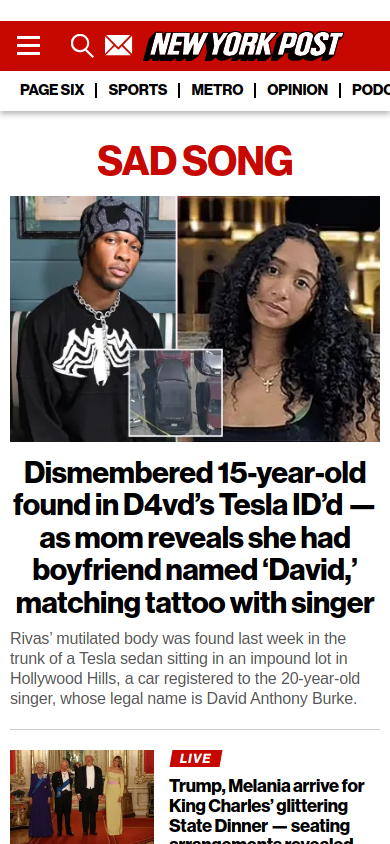 NEW YORK POST
PAGE SIX
SPORTS
METRO
OPINION
PODC
SAD SONG
Dismembered 15-year-old
found in D4vd’s Tesla ID’d —
as mom reveals she had
boyfriend named ‘David,’
matching tattoo with singer
Rivas’ mutilated body was found last week in the
trunk of a Tesla sedan sitting in an impound lot in
Hollywood Hills, a car registered to the 20-year-old
singer, whose legal name is David Anthony Burke.
LIVE
Trump, Melania arrive for
King Charles’ glittering
State Dinner — seating
arrangements revealed